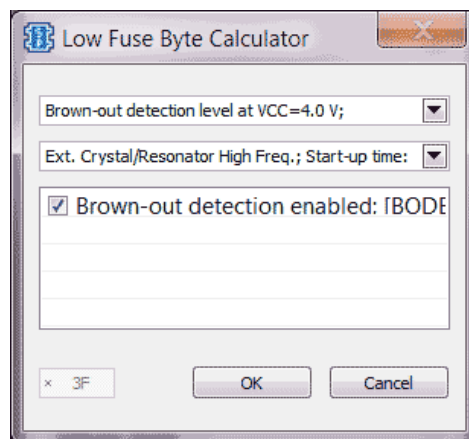 Low Fuse Byte Calculator
Brown-out detection level at VCC=4.0 V;
Ext. Crystal/Resonator High Freq.; Start-up time:
Brown-out detection enabled: [BODE
× 3F
OK Cancel